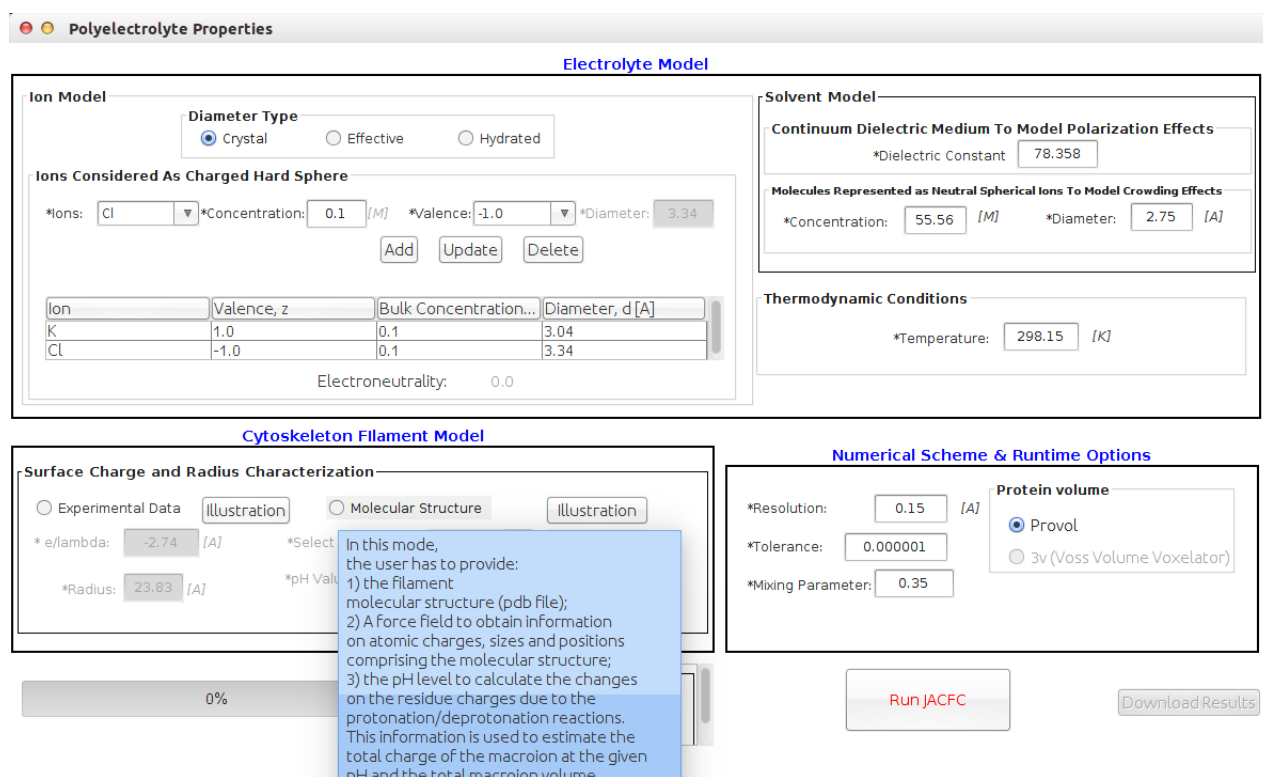 Polyelectrolyte Properties
Electrolyte Model
Ion Model
Diameter Type
Crystal Effective Hydrated
Ions Considered As Charged Hard Sphere
*Ions: Cl *Concentration: 0.1 [M] *Valence: -1.0 *Diameter: 3.34
Add Update Delete
Ion Valence, z Bulk Concentration... Diameter, d [A]
K 1.0 0.1 3.04
Cl -1.0 0.1 3.34
Electroneutrality: 0.0
Solvent Model
Continuum Dielectric Medium To Model Polarization Effects
*Dielectric Constant 78.358
Molecules Represented as Neutral Spherical Ions To Model Crowding Effects
*Concentration: 55.56 [M] *Diameter: 2.75 [A]
Thermodynamic Conditions
*Temperature: 298.15 [K]
Cytoskeleton FIlament Model
Surface Charge and Radius Characterization
Experimental Data Illustration Molecular Structure Illustration
* e/lambda: -2.74 [A] *Select
*Radius: 23.83 [A] *pH Valu
In this mode,
the user has to provide:
1) the filament
molecular structure (pdb file);
2) A force field to obtain information
on atomic charges, sizes and positions
comprising the molecular structure;
3) the pH level to calculate the changes
on the residue charges due to the
protonation/deprotonation reactions.
This information is used to estimate the
total charge of the macroion at the given
pH and the total macroion volume
0%
Numerical Scheme & Runtime Options
*Resolution: 0.15 [A]
*Tolerance: 0.000001
*Mixing Parameter: 0.35
Protein volume
Provol
3v (Voss Volume Voxelator)
Run JACFC
Download Results